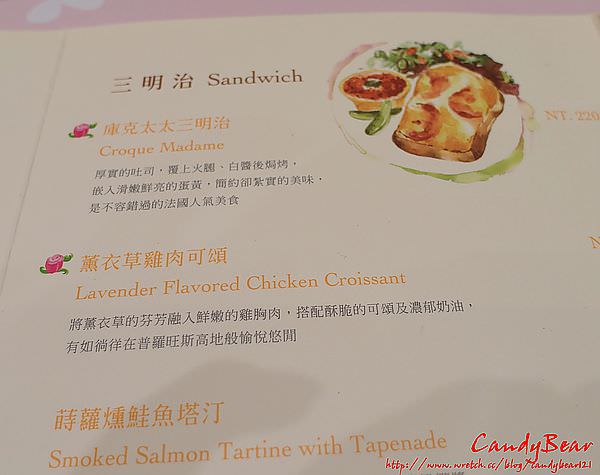 三明治 Sandwich
庫克太太三明治
NT. 220
Croque Madame
厚實的吐司，覆上火腿、白醬後焗烤，
嵌入滑嫩鮮亮的蛋黃，簡約卻紮實的美味，
是不容錯過的法國人氣美食
薰衣草雞肉可頌
N
Lavender Flavored Chicken Croissant
將薰衣草的芬芳融入鮮嫩的雞胸肉，搭配酥脆的可頌及濃郁奶油，
有如徜徉在普羅旺斯高地般愉悅悠閒
蒔蘿燻鮭魚塔汀
Smoked Salmon Tartine with Tapenade
CandyBear
http://www.wretch.cc/blog/candybear121